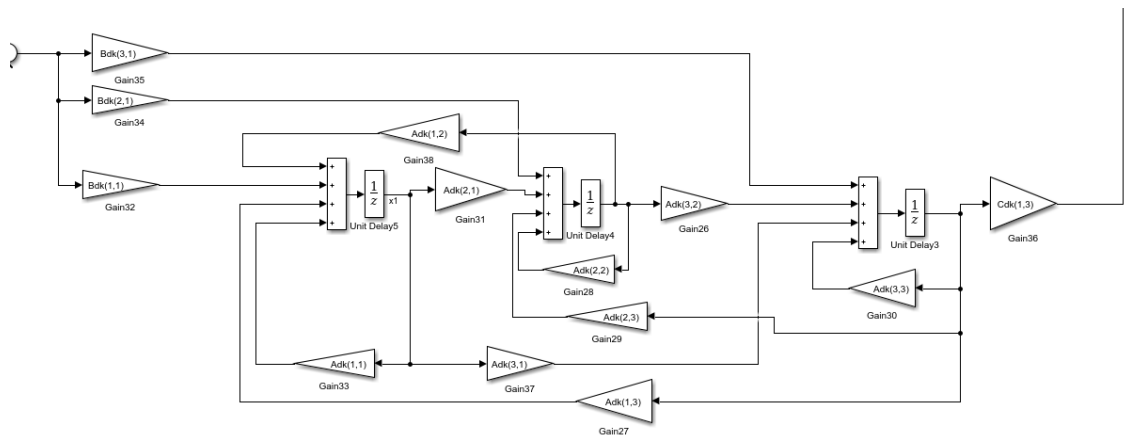 Bdk(3,1)
Gain35
Bdk(2,1)
Gain34
Bdk(1,1)
Gain32
Adk(1,2)
Gain38
+
+
+
+
1
z
x1
Unit Delay5
Adk(2,1)
Gain31
+
+
+
+
1
z
Unit Delay4
Adk(3,2)
Gain26
+
+
+
+
1
z
Unit Delay3
Cdk(1,3)
Gain36
Adk(2,2)
Gain28
Adk(3,3)
Gain30
Adk(2,3)
Gain29
Adk(1,1)
Gain33
Adk(3,1)
Gain37
Adk(1,3)
Gain27